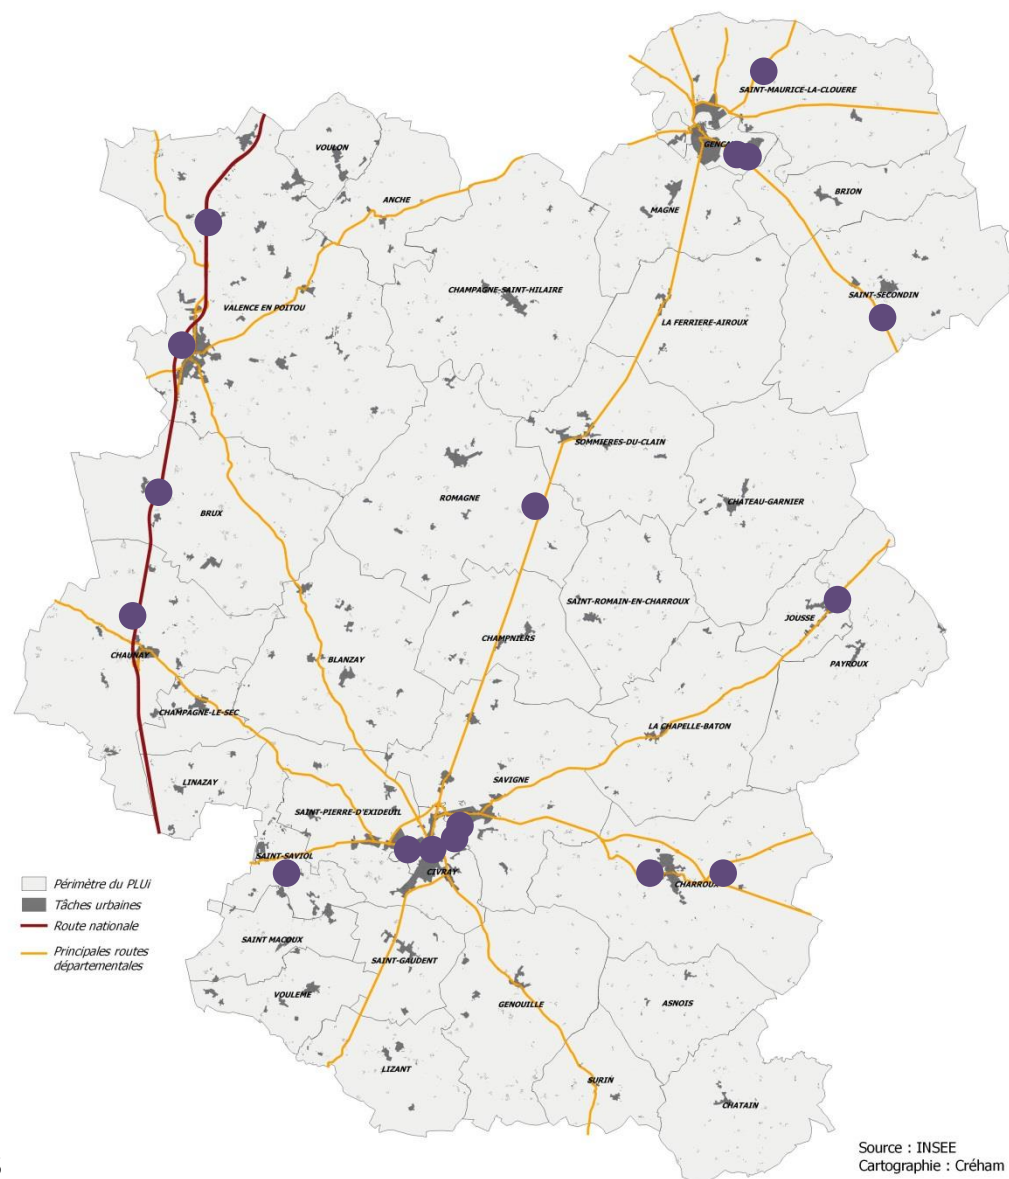 SAINT-MAURICE-LA-CLOUERE
VOULON
BRION
MAGNE
ANCHE
CHAMPAGNE-SAINT-HILAIRE
SAINT-SECONDIN
VALENCE EN POITOU
LA FERRIERE-AIROUX
SOMMIERES-DU-CLAIN
ROMAGNE
CHATEAU-GARNIER
BRUX
SAINT-ROMAIN-EN-CHARROUX
JOUSSE
CHAMPNIERS
CHAUNAY
BLANZAY
PAYROUX
CHAMPAGNE-LE-SEC
LA CHAPELLE-BATON
LINAZAY
SAVIGNE
SAINT-PIERRE-D'EXIDEUIL
SAINT-SAVIOL
CIVRAY
CHARROUX
Périmètre du PLUi
Tâches urbaines
Route nationale
Principales routes
départementales
SAINT MACOUX
SAINT-GAUDENT
VOULEME
GENOUILLE
ASNOIS
LIZANT
SURIN
CHATAIN
Source : INSEE
Cartographie : Créham